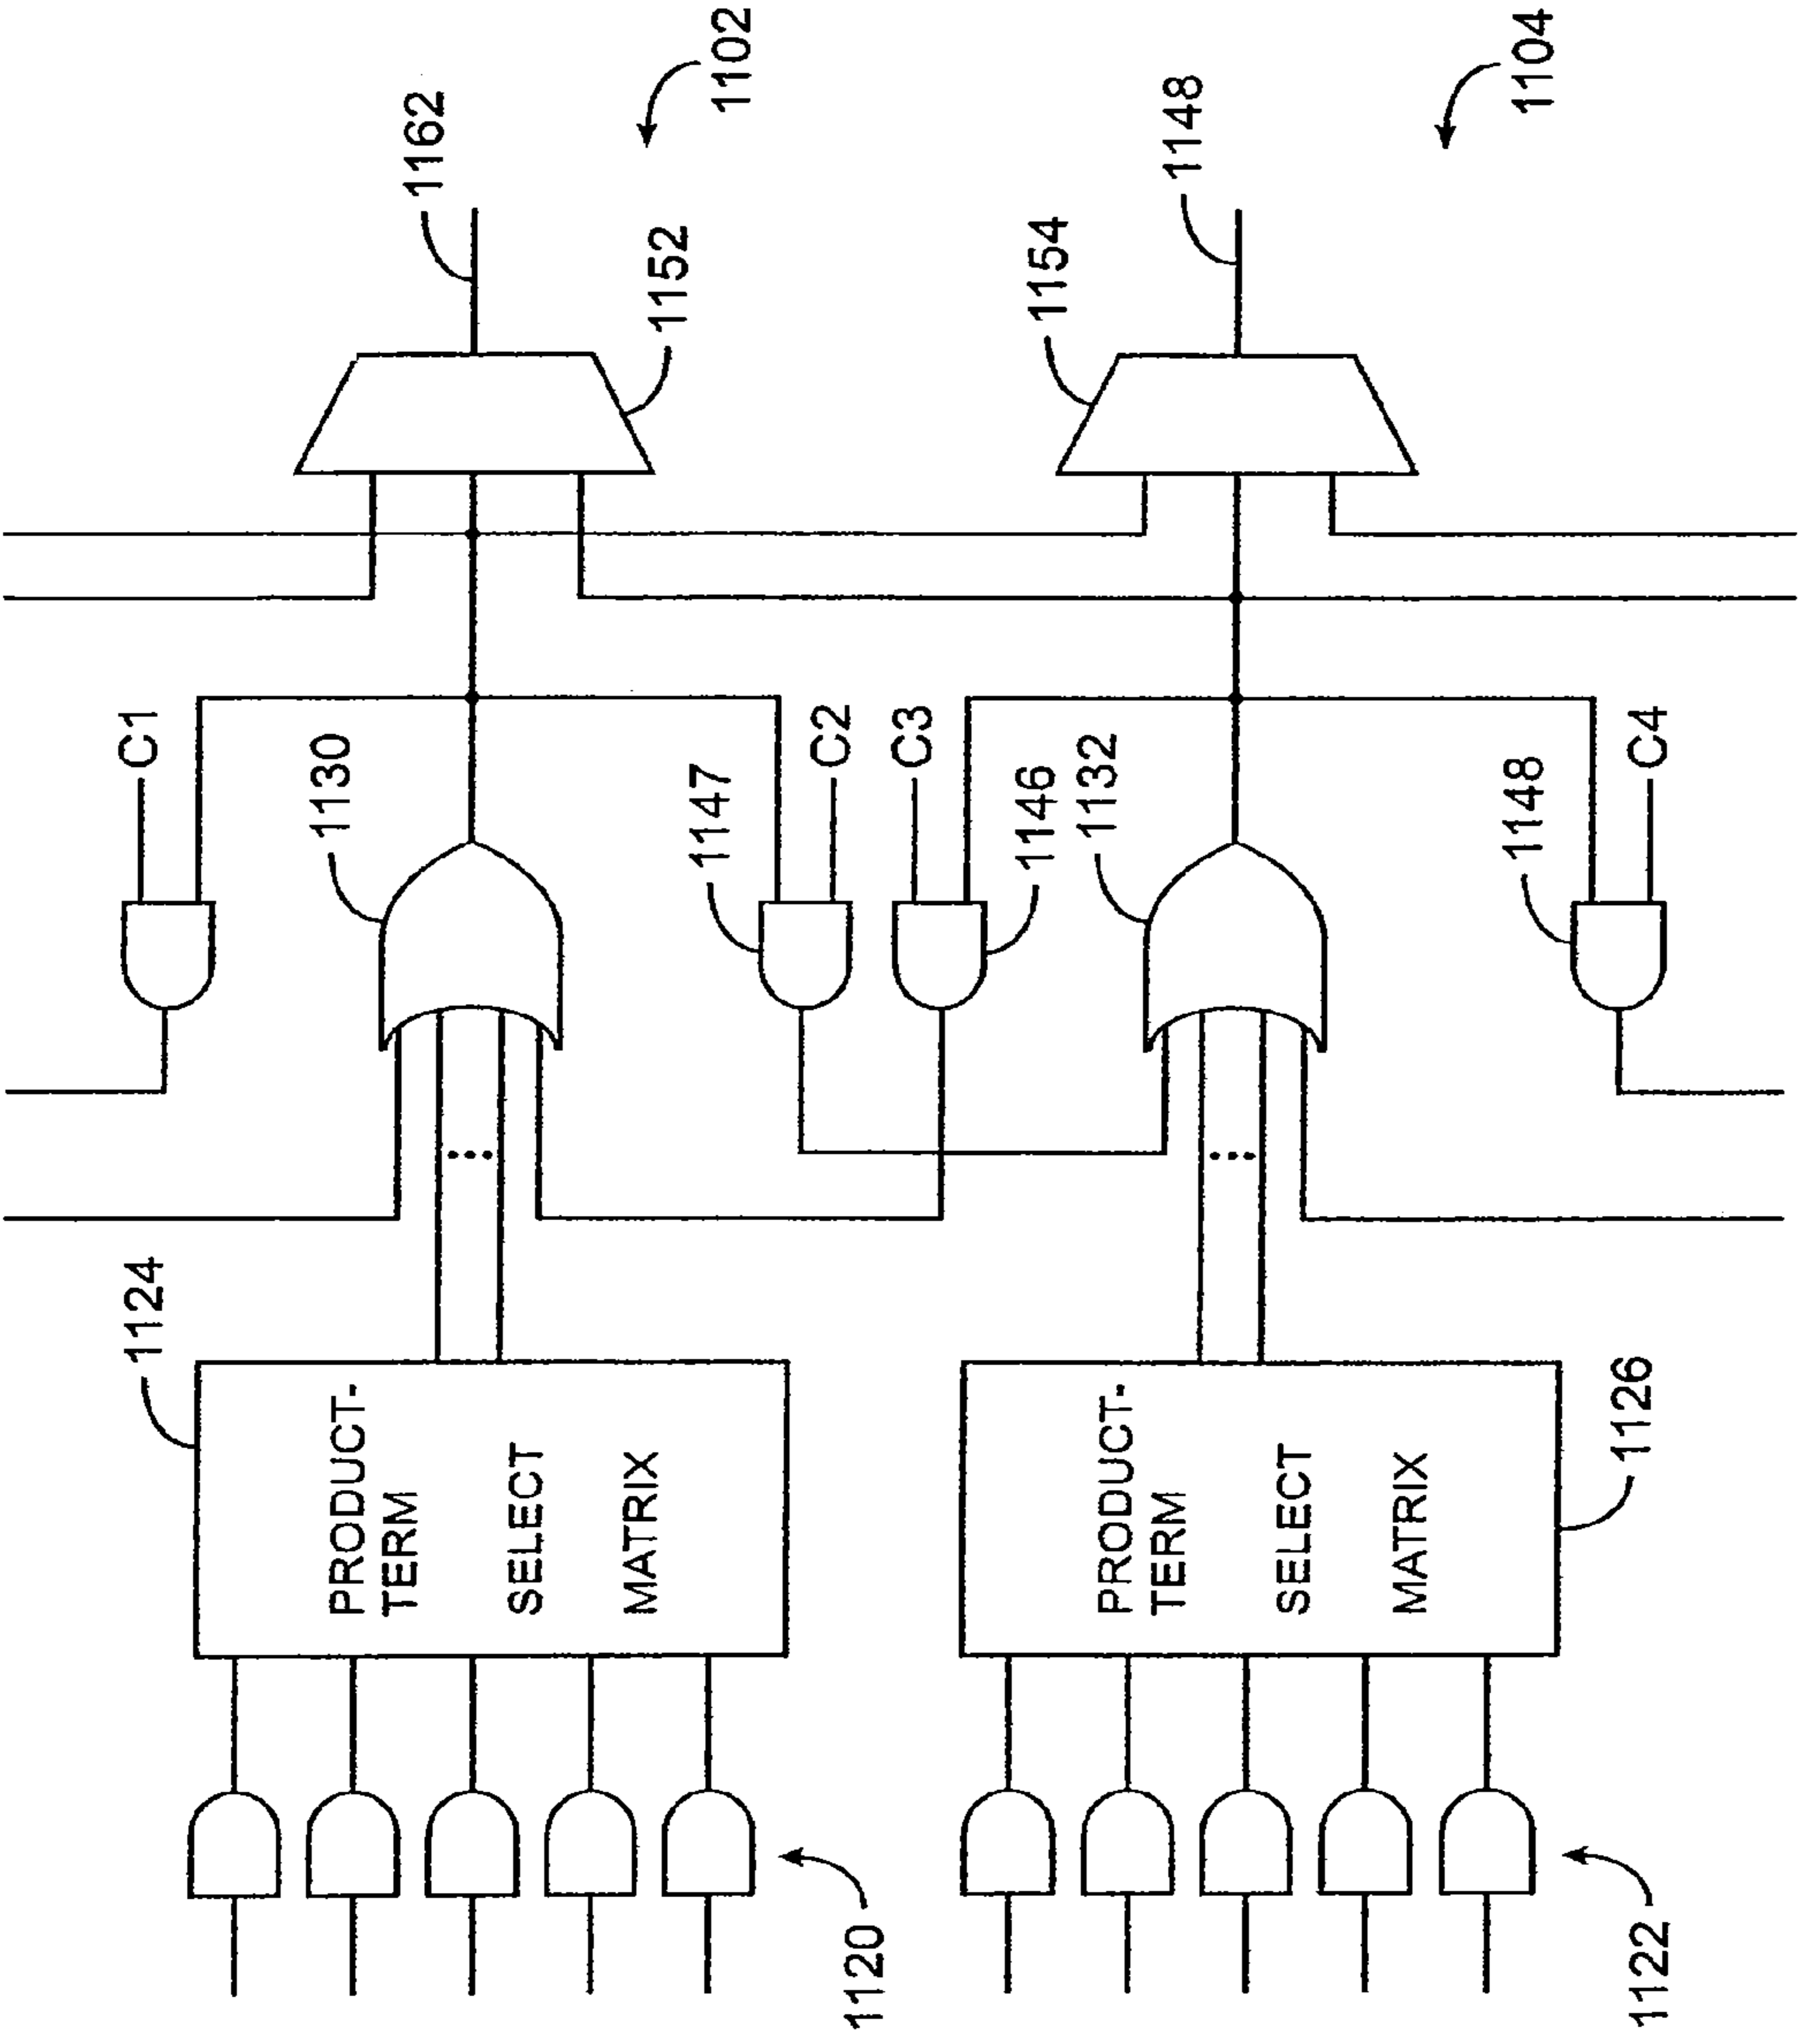 1102
1162
1152
1104
1148
1154
C1
1130
1147
C2
C3
1146
1132
1148
C4
1124
PRODUCT-
TERM
SELECT
MATRIX
PRODUCT-
TERM
SELECT
MATRIX
1126
1120
1122